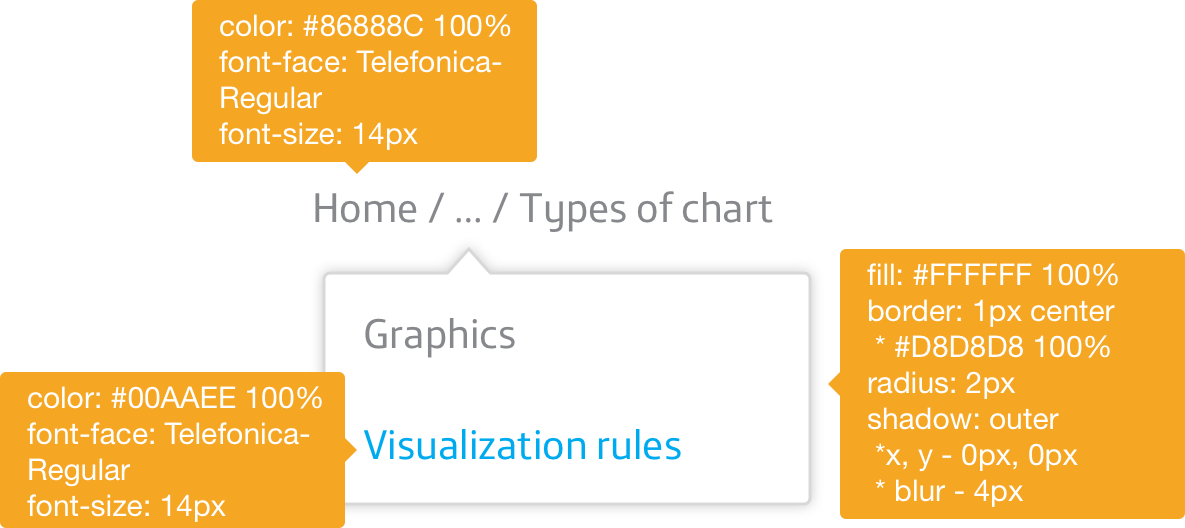 color: #86888C 100%
font-face: Telefonica-
Regular
font-size: 14px
Home / ... / Types of chart
Graphics
Visualization rules
fill: #FFFFFF 100%
border: 1px center
* #D8D8D8 100%
radius: 2px
shadow: outer
*x, y - 0px, 0px
* blur - 4px
color: #00AAEE 100%
font-face: Telefonica-
Regular
font-size: 14px